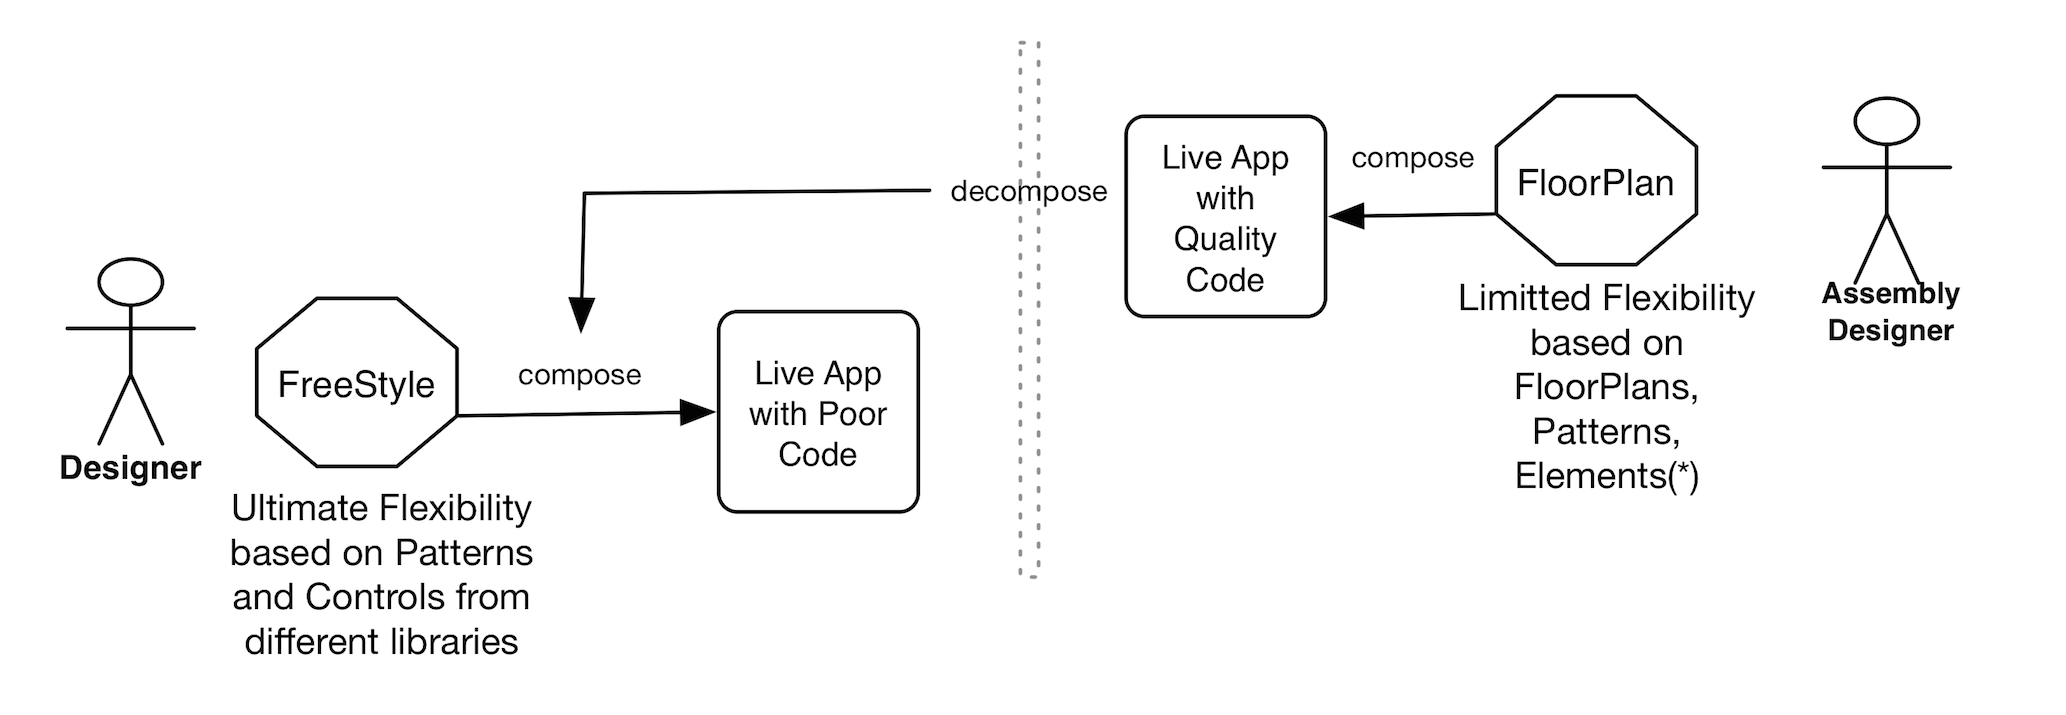 Designer
FreeStyle
Ultimate Flexibility
based on Patterns
and Controls from
different libraries
compose
Live App
with Poor
Code
decompose
Live App
with
Quality
Code
compose
FloorPlan
Limitted Flexibility
based on
FloorPlans,
Patterns,
Elements(*)
Assembly
Designer